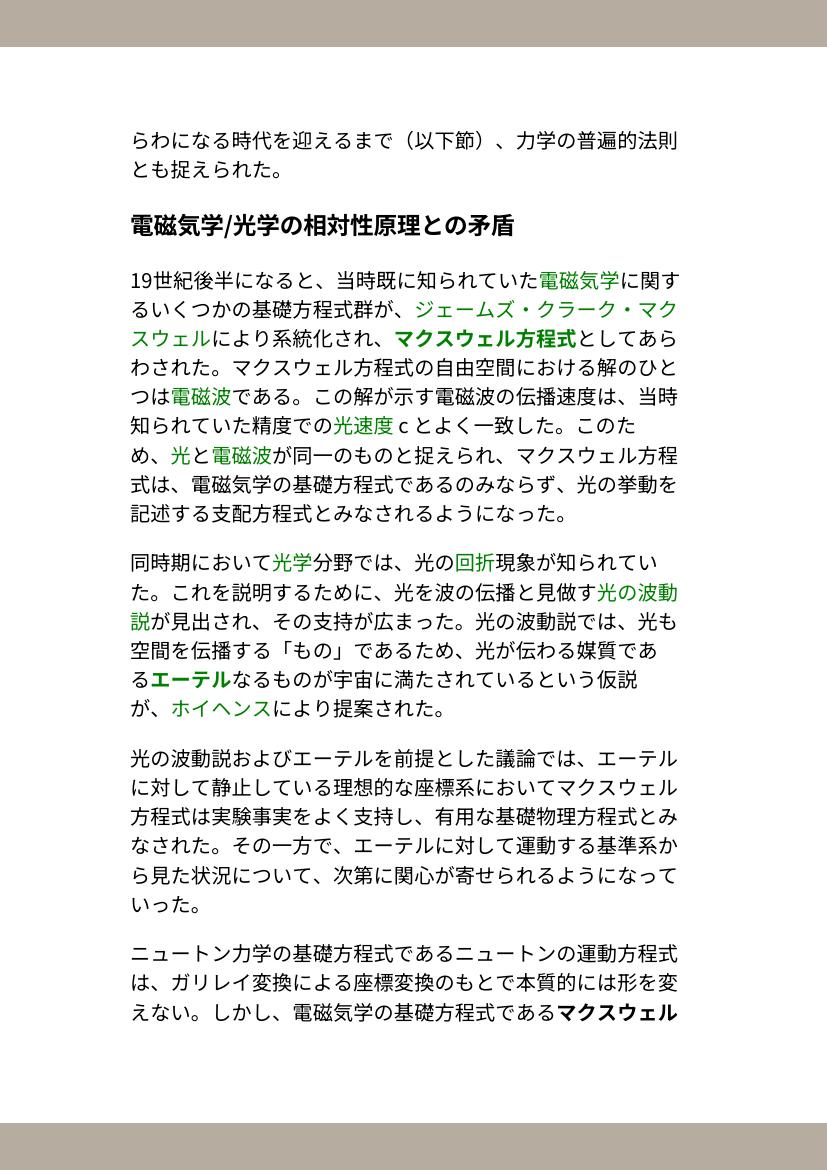 らわになる時代を迎えるまで（以下節）、力学の普遍的法則
とも捉えられた。
電磁気学/光学の相対性原理との矛盾
19世紀後半になると、当時既に知られていた電磁気学に関す
るいくつかの基礎方程式群が、ジェームズ・クラーク・マク
スウェルにより系統化され、マクスウェル方程式としてあら
わされた。マクスウェル方程式の自由空間における解のひと
つは電磁波である。この解が示す電磁波の伝播速度は、当時
知られていた精度での光速度 c とよく一致した。このた
め、光と電磁波が同一のものと捉えられ、マクスウェル方程
式は、電磁気学の基礎方程式であるのみならず、光の挙動を
記述する支配方程式とみなされるようになった。
同時期において光学分野では、光の回折現象が知られてい
た。これを説明するために、光を波の伝播と見做す光の波動
説が見出され、その支持が広まった。光の波動説では、光も
空間を伝播する「もの」であるため、光が伝わる媒質であ
るエーテルなるものが宇宙に満たされているという仮説
が、ホイヘンスにより提案された。
光の波動説およびエーテルを前提とした議論では、エーテル
に対して静止している理想的な座標系においてマクスウェル
方程式は実験事実をよく支持し、有用な基礎物理方程式とみ
なされた。その一方で、エーテルに対して運動する基準系か
ら見た状況について、次第に関心が寄せられるようになって
いった。
ニュートン力学の基礎方程式であるニュートンの運動方程式
は、ガリレイ変換による座標変換のもとで本質的には形を変
えない。しかし、電磁気学の基礎方程式であるマクスウェル